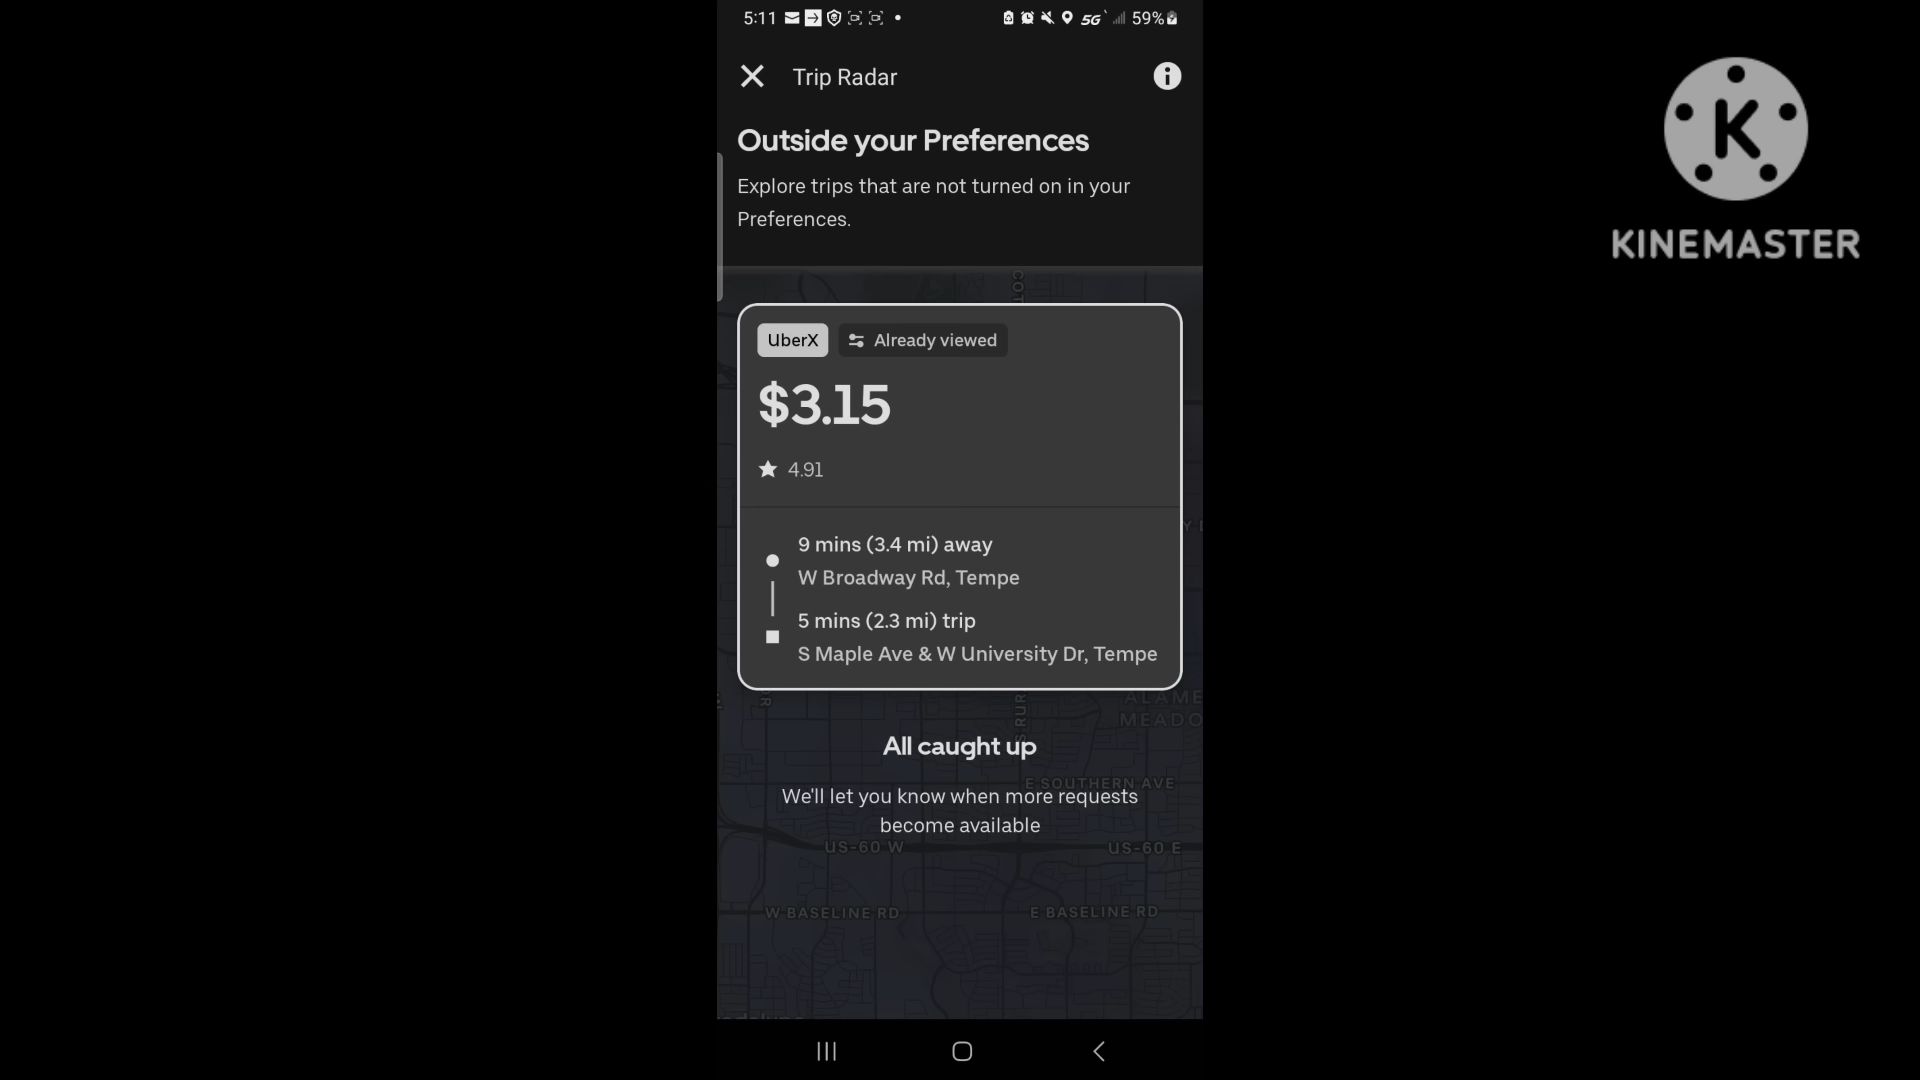 5:11
5G
59%
Trip Radar
Outside your Preferences
Explore trips that are not turned on in your
Preferences.
UberX
Already viewed
$3.15
4.91
9 mins (3.4 mi) away
W Broadway Rd, Tempe
5 mins (2.3 mi) trip
S Maple Ave & W University Dr, Tempe
All caught up
E SOUTHERN AVE
We'll let you know when more requests
become available
US-60 W
US-60 E
W BASELINE RD
E BASELINE RD
K
KINEMASTER